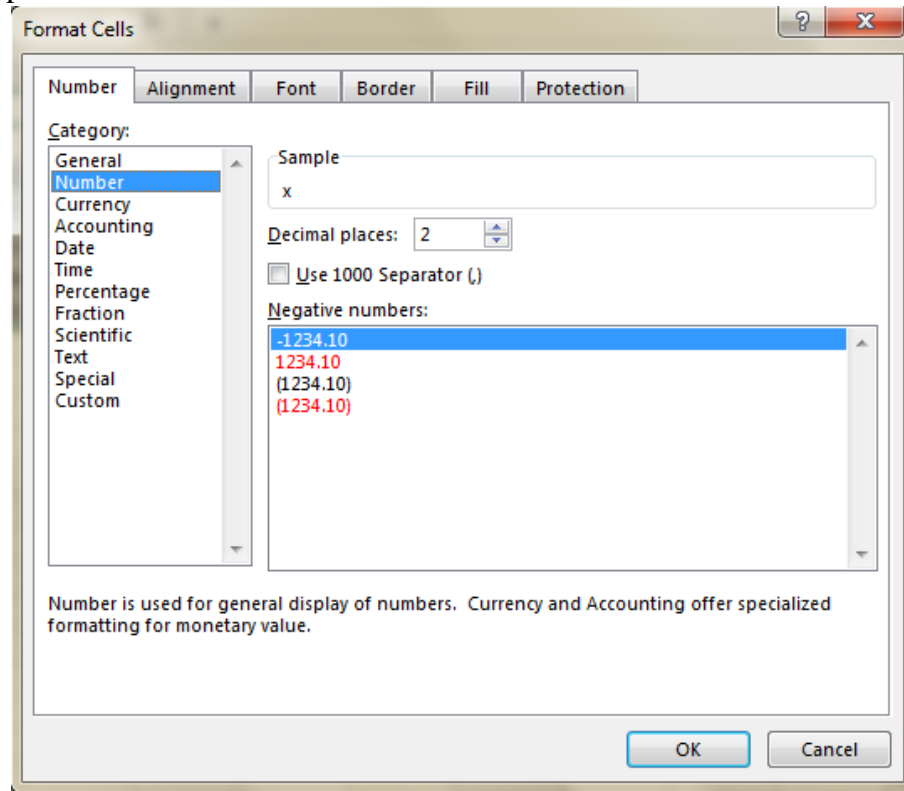 Format Cells
?
X
Number
Alignment
Font
Border
Fill
Protection
Category:
General
Number
Currency
Accounting
Date
Time
Percentage
Fraction
Scientific
Text
Special
Custom
Sample
x
Decimal places: 2
Use 1000 Separator (,)
Negative numbers:
-1234.10
1234.10
(1234.10)
(1234.10)
Number is used for general display of numbers. Currency and Accounting offer specialized
formatting for monetary value.
OK
Cancel